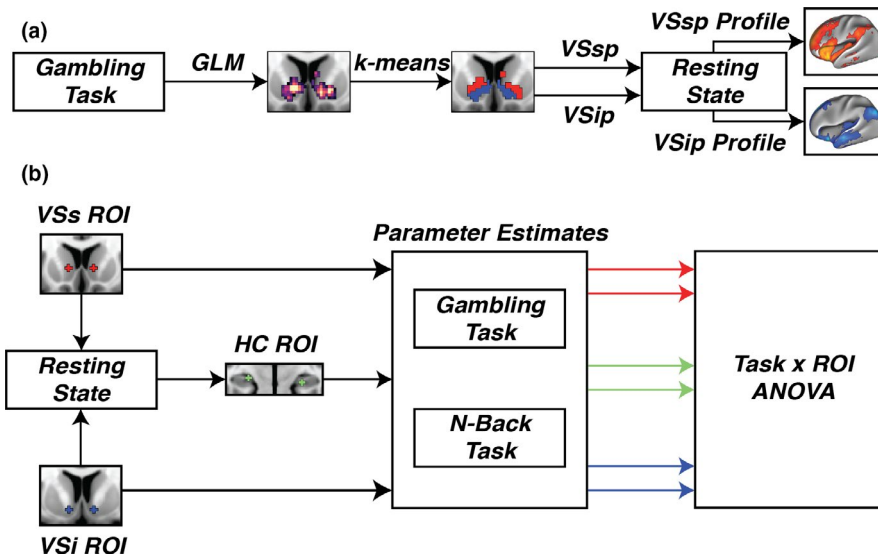 (a)
Gambling
Task
GLM
k-means
VSsp
VSip
Resting
State
VSsp Profile
VSip Profile
(b)
VSs ROI
Resting
State
VSi ROI
HC ROI
Parameter Estimates
Gambling
Task
N-Back
Task
Task x ROI
ANOVA